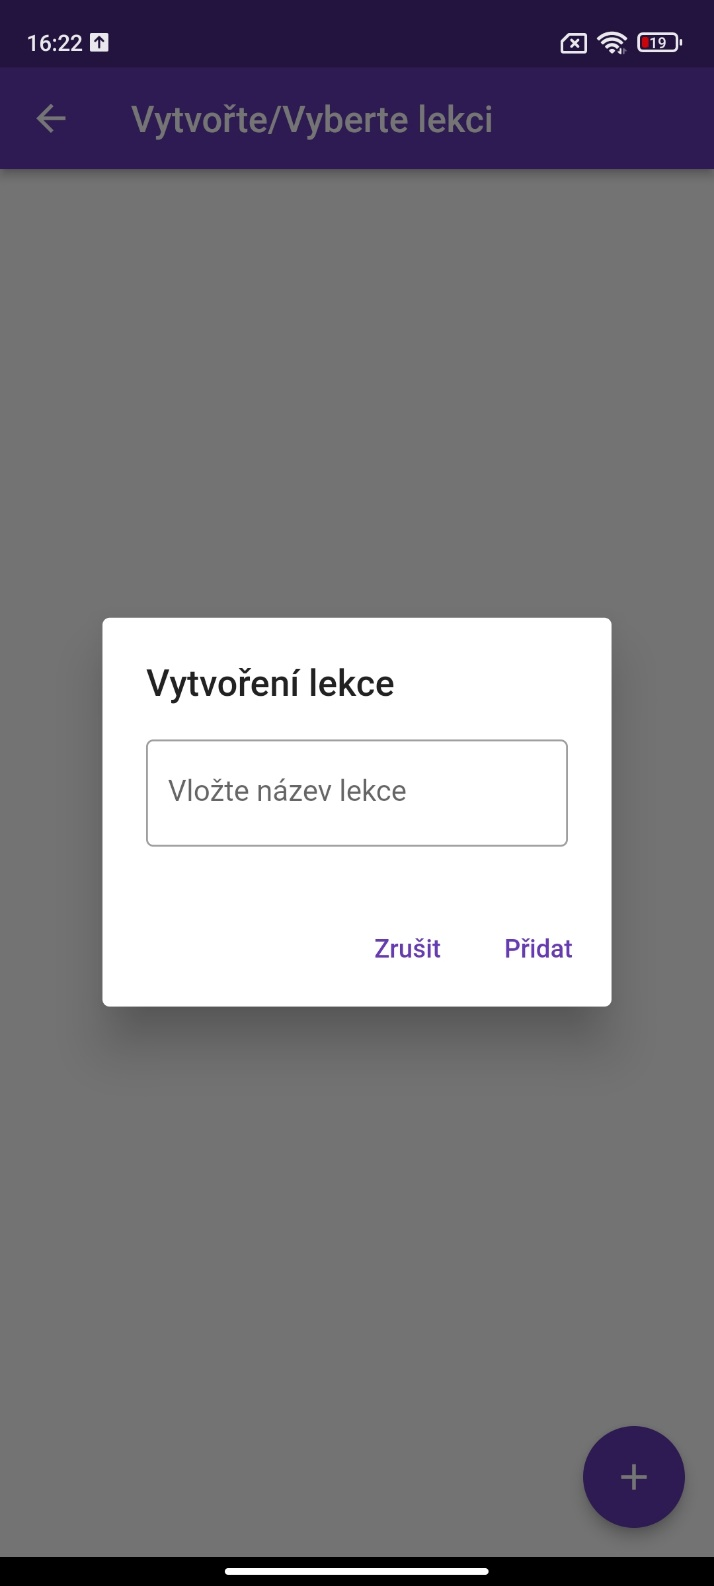 16:22
19
Vytvořte/Vyberte lekci
Vytvoření lekce
Vložte název lekce
Zrušit Přidat